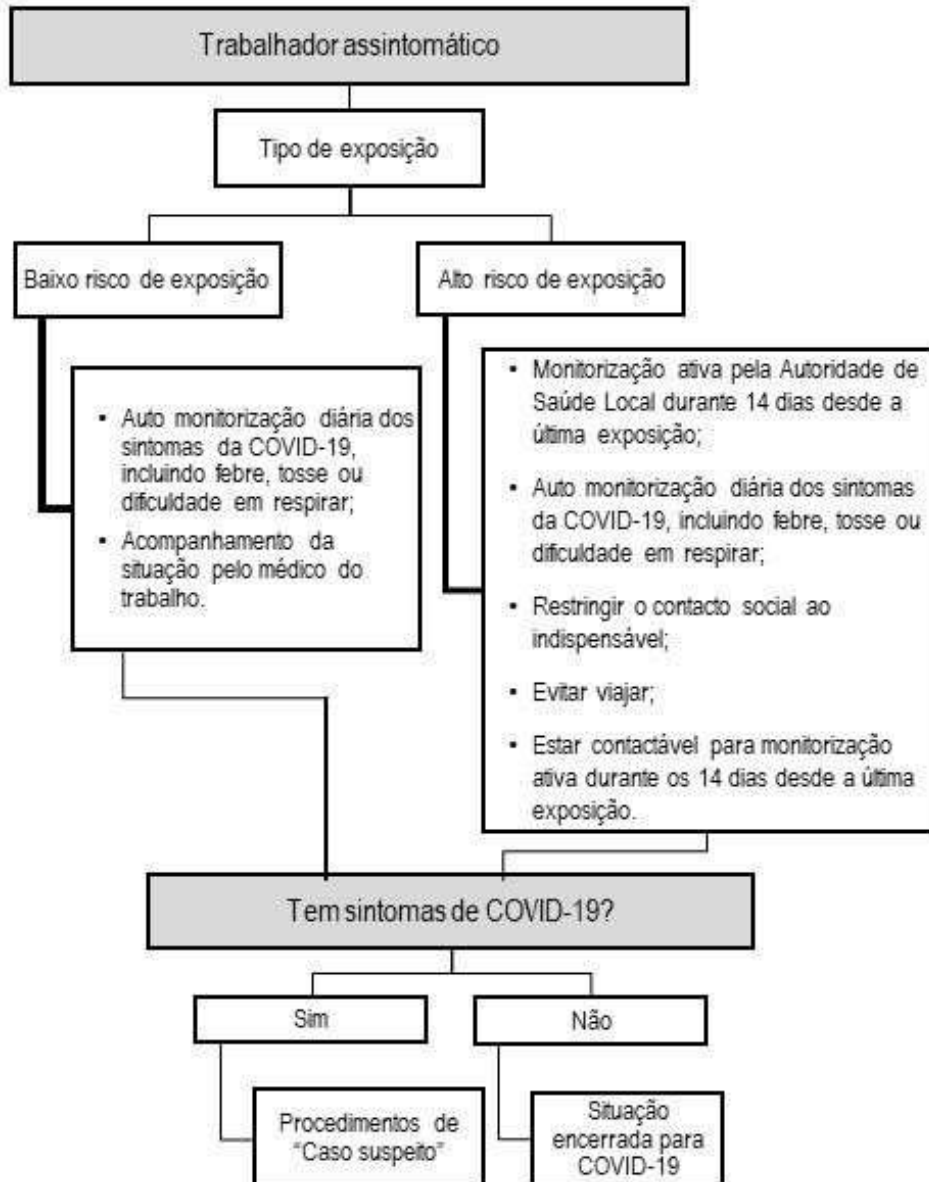 Trabalhador assintomático
Tipo de exposição
Baixo risco de exposição
Alto risco de exposição
• Auto monitorização diária dos
sintomas da COVID-19,
incluindo febre, tosse ou
dificuldade em respirar;
• Acompanhamento da
situação pelo médico do
trabalho.
• Monitorização ativa pela Autoridade de
Saúde Local durante 14 dias desde a
última exposição;
• Auto monitorização diária dos sintomas
da COVID-19, incluindo febre, tosse ou
dificuldade em respirar;
• Restringir o contacto social ao
indispensável;
• Evitar viajar;
• Estar contactável para monitorização
ativa durante os 14 dias desde a última
exposição.
Tem sintomas de COVID-19?
Sim
Não
Procedimentos de
"Caso suspeito"
Situação
encerrada para
COVID-19